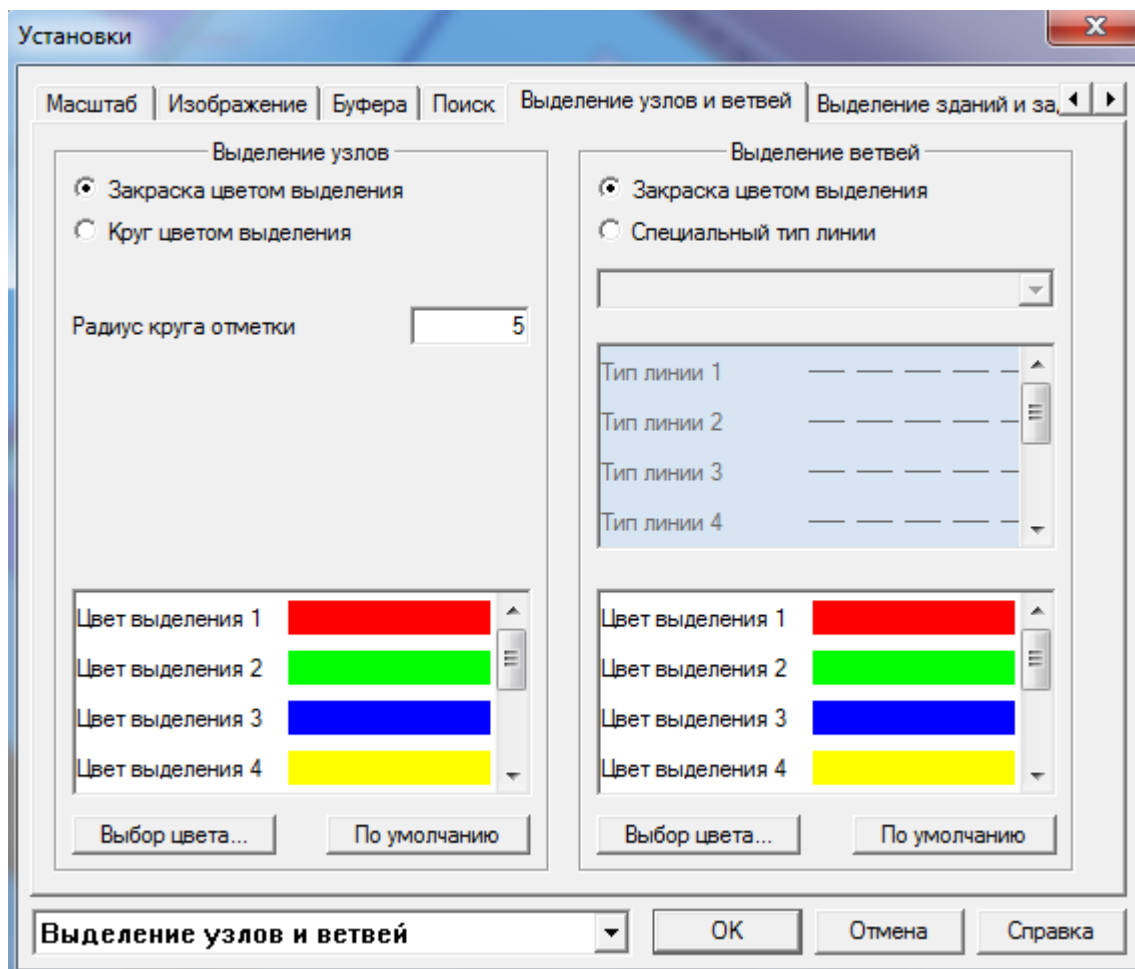 Установки
Масштаб Изображение Буфера Поиск Выделение узлов и ветвей Выделение зданий и за
Выделение узлов
Закраска цветом выделения
Круг цветом выделения
Радиус круга отметки 5
Цвет выделения 1
Цвет выделения 2
Цвет выделения 3
Цвет выделения 4
Выбор цвета... По умолчанию
Выделение ветвей
Закраска цветом выделения
Специальный тип линии
Тип линии 1
Тип линии 2
Тип линии 3
Тип линии 4
Цвет выделения 1
Цвет выделения 2
Цвет выделения 3
Цвет выделения 4
Выбор цвета... По умолчанию
Выделение узлов и ветвей OK Отмена Справка